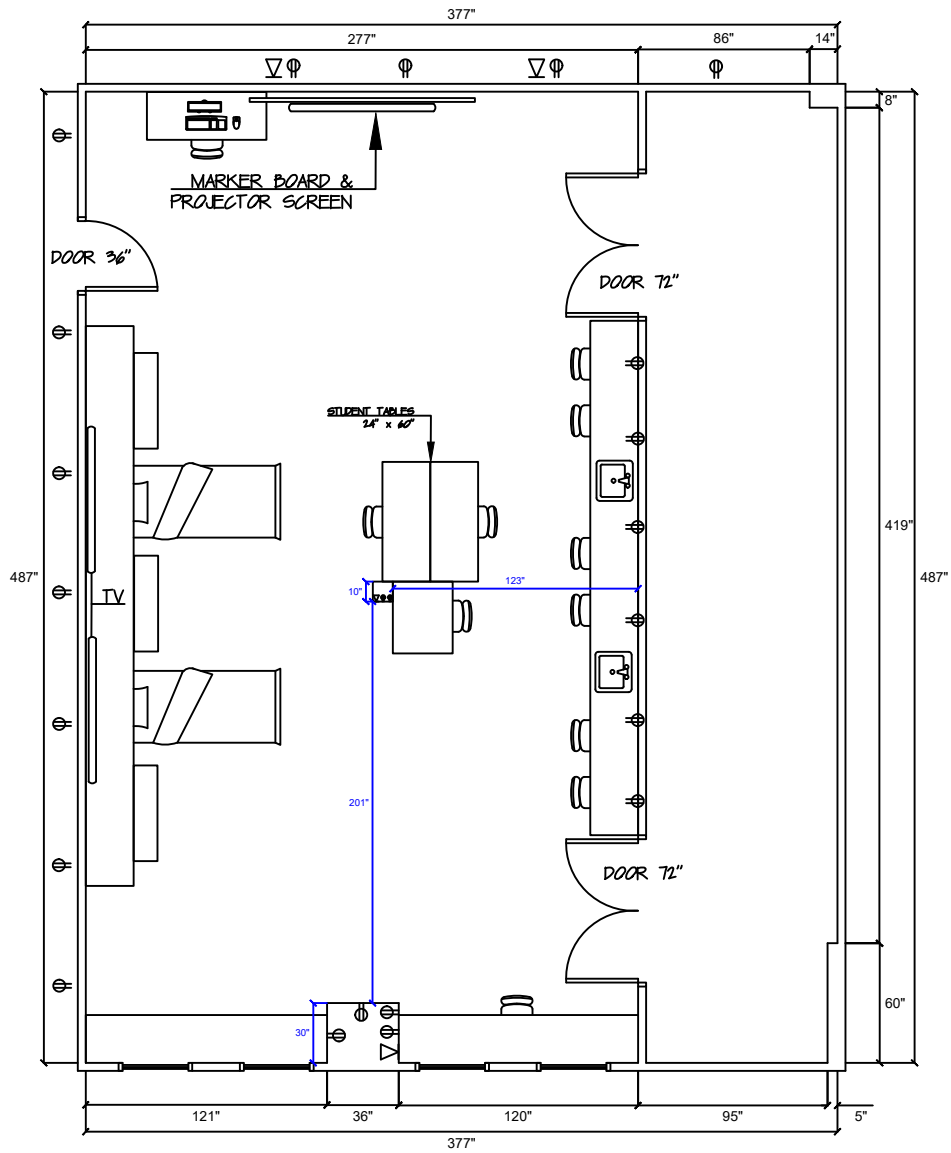 377"
277"
86"
14"
8"
MARKER BOARD &
PROJECTOR SCREEN
DOOR 36"
DOOR 72"
STUDENT TABLES
24" x 60"
419"
487"
TV
10"
123"
487"
201"
DOOR 72"
60"
30"
121"
36"
120"
95"
5"
377"